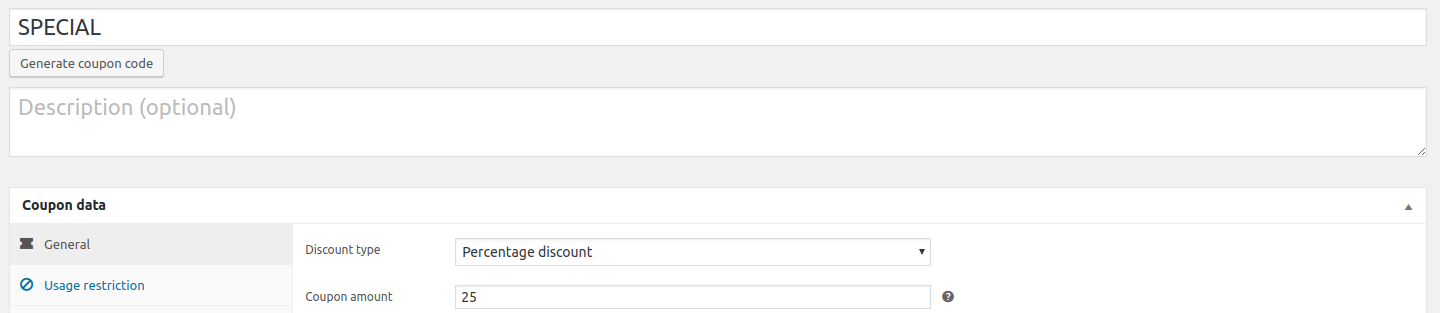 SPECIAL
Generate coupon code
Description (optional)
Coupon data
General
Usage restriction
Discount type
Percentage discount
Coupon amount
25